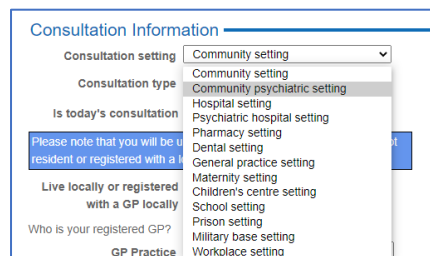 Consultation Information
Consultation setting Community setting
Community setting
Consultation type Community psychiatric setting
Hospital setting
Is today's consultation Psychiatric hospital setting
Pharmacy setting
Please note that you will be
Dental setting
resident or registered with a
General practice setting
Maternity setting
Live locally or registered Children's centre setting
with a GP locally School setting
Prison setting
Who is your registered GP?
Military base setting
GP Practice Workplace setting